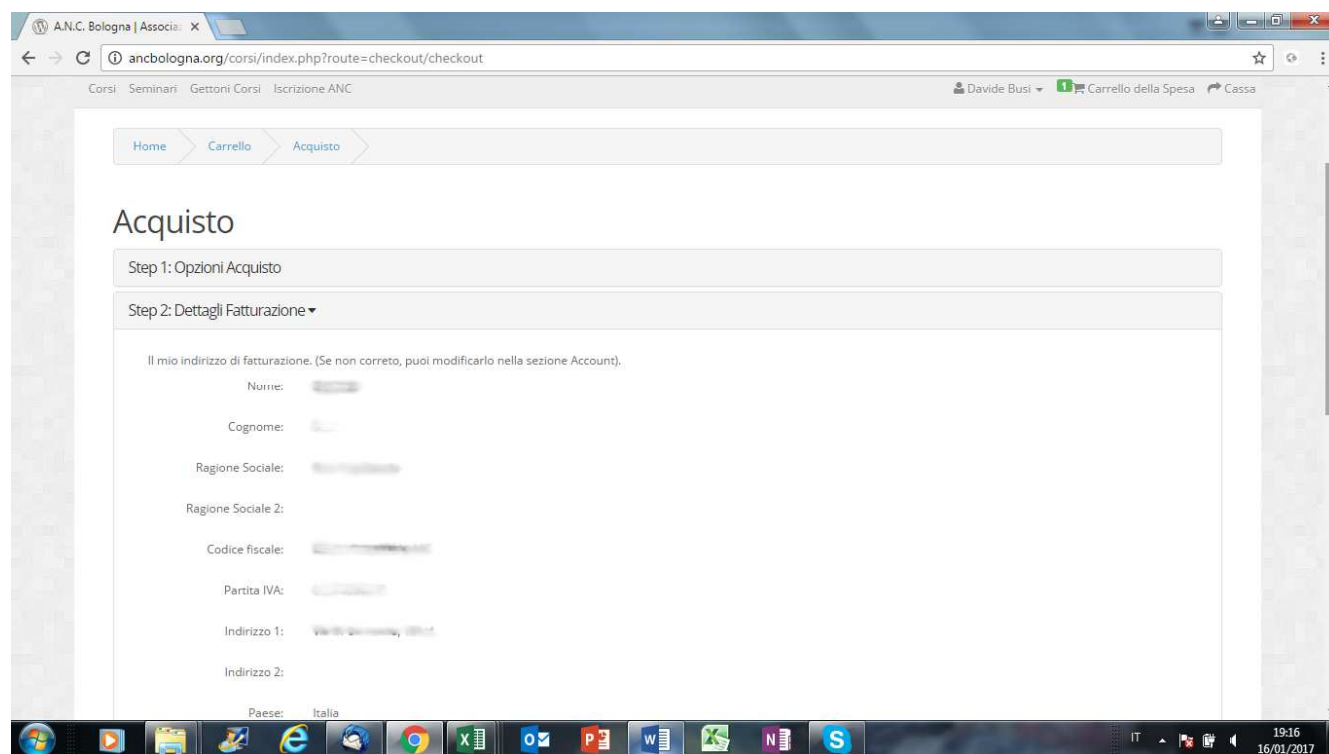 A.N.C. Bologna | Associa
ancbologna.org/corsi/index.php?route=checkout/checkout
Corsi Seminari Gettoni Corsi Iscrizione ANC Davide Busi 1 Carrello della Spesa Cassa
Home Carrello Acquisto
Acquisto
Step 1: Opzioni Acquisto
Step 2: Dettagli Fatturazione
Il mio indirizzo di fatturazione. (Se non correto, puoi modificarlo nella sezione Account).
Nome:
Cognome:
Ragione Sociale:
Ragione Sociale 2:
Codice fiscale:
Partita IVA:
Indirizzo 1:
Indirizzo 2:
Paese: Italia
IT 19:16
16/01/2017